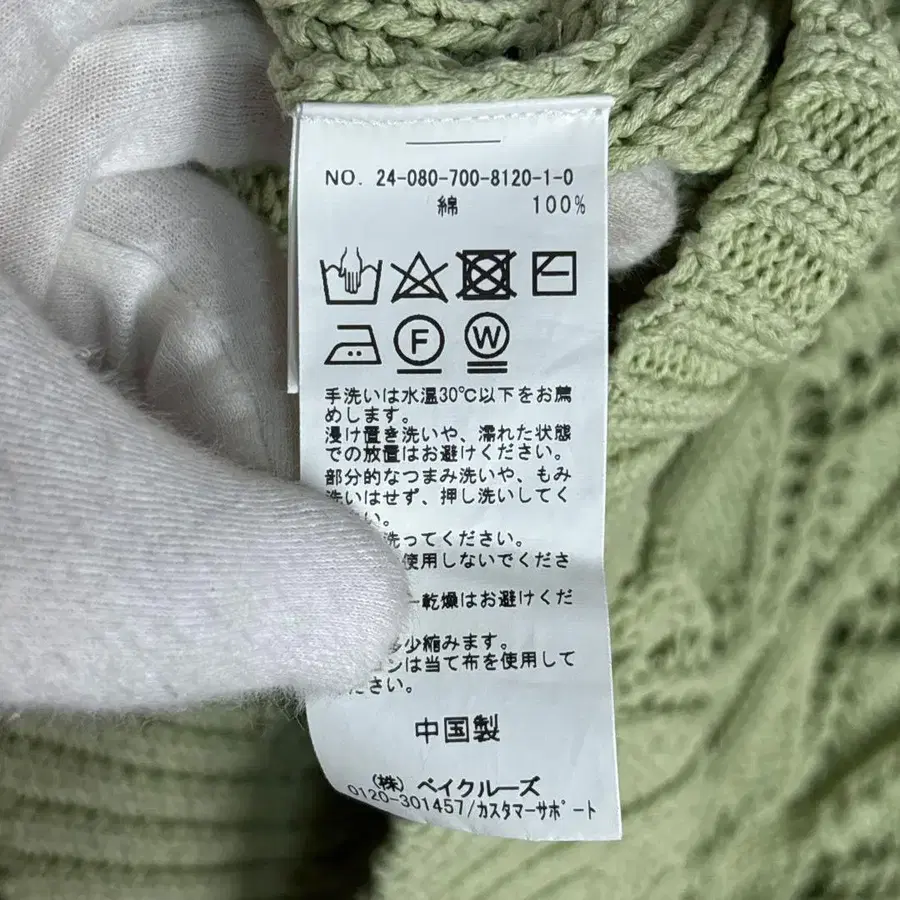 NO. 24-080-700-8120-1-0
綿 100%
F W
手洗いは水温30℃以下をお薦
めします。
浸け置き洗いや、濡れた状態
での放置はお避けください。
部分的なつまみ洗いや、もみ
洗いはせず、押し洗いしてく
い。
洗ってください。
使用しないでくださ
ー乾燥はお避けくだ
多少縮みます。
ンは当て布を使用して
ださい。
中国製
(株) ベイクルーズ
0120-301457/カスタマーサポート